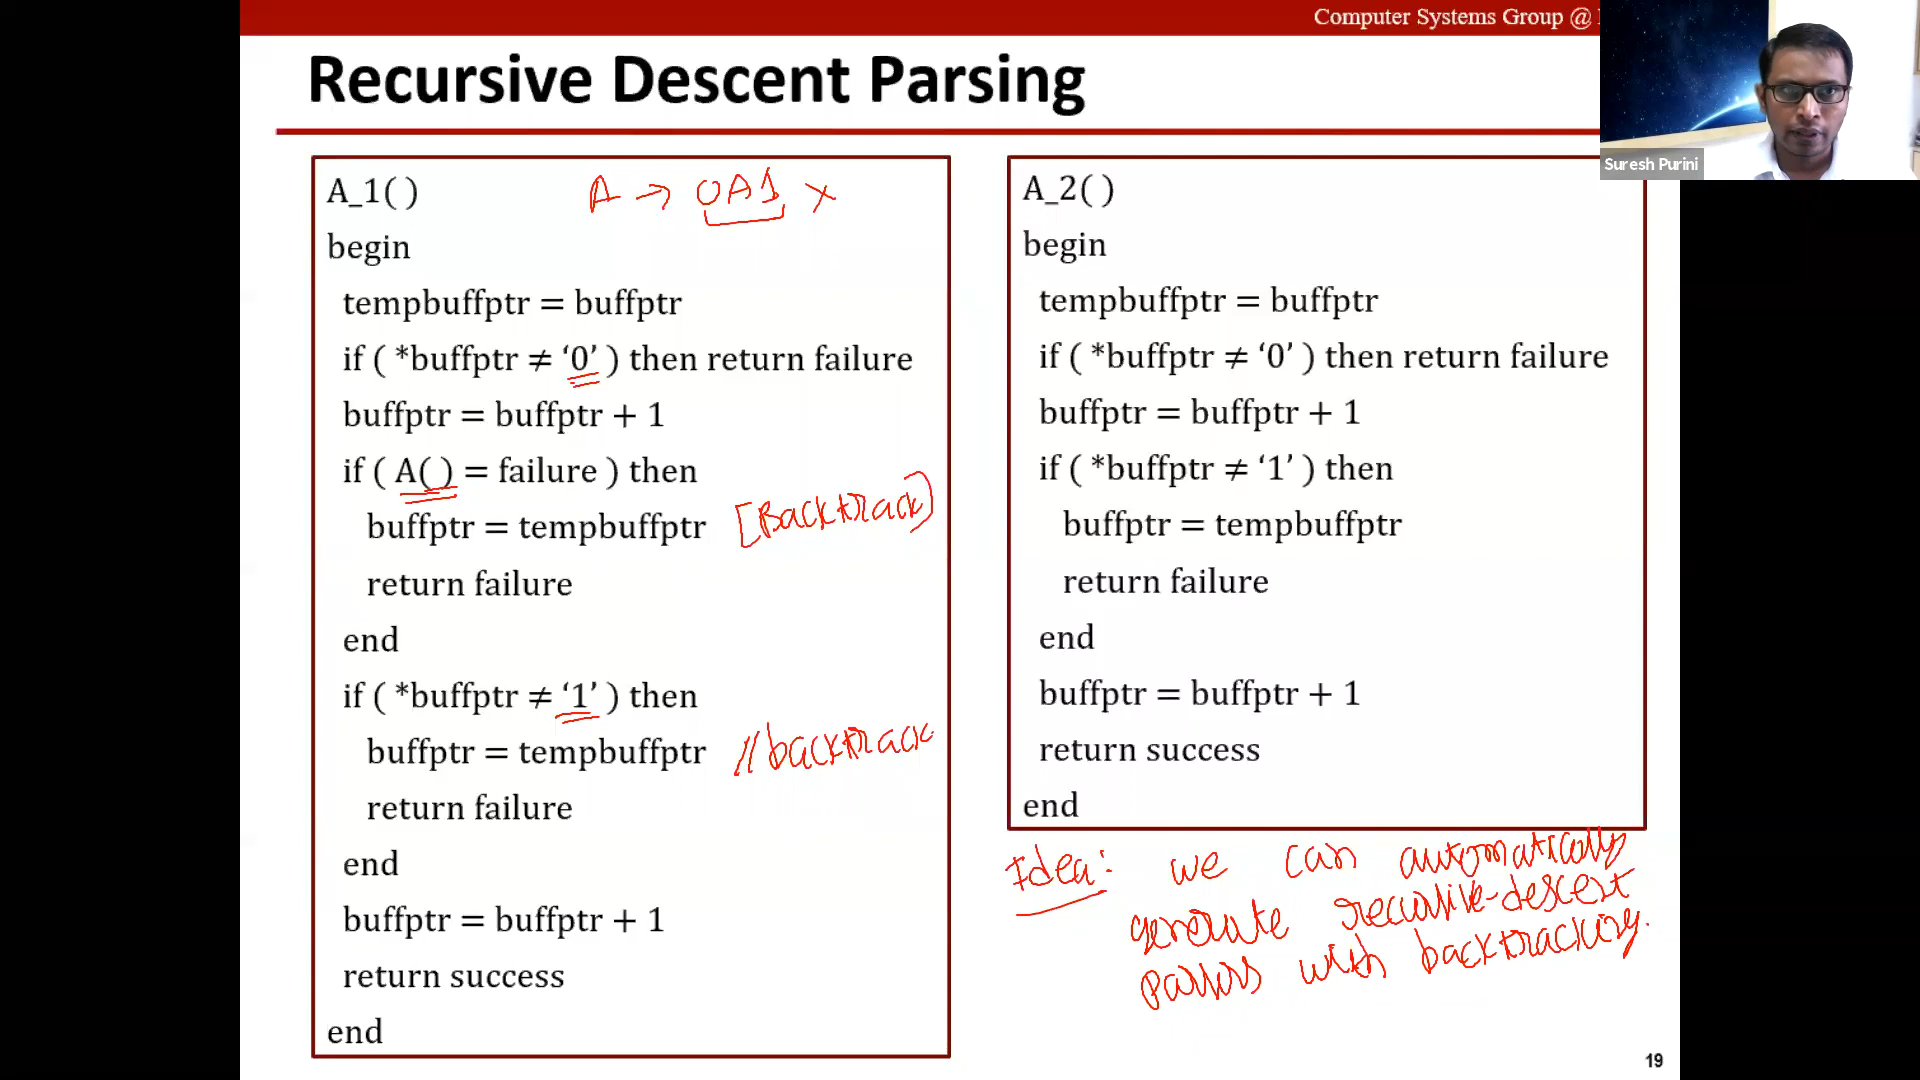 Computer Systems Group @
Recursive Descent Parsing
Suresh Purini
A_1( )
A → 0A1 x
begin
tempbuffptr = buffptr
if ( *buffptr ≠ ‘0’ ) then return failure
buffptr = buffptr + 1
if ( A( ) = failure ) then
buffptr = tempbuffptr [Backtrack]
return failure
end
if ( *buffptr ≠ ‘1’ ) then
buffptr = tempbuffptr //backtrack
return failure
end
buffptr = buffptr + 1
return success
end
A_2( )
begin
tempbuffptr = buffptr
if ( *buffptr ≠ ‘0’ ) then return failure
buffptr = buffptr + 1
if ( *buffptr ≠ ‘1’ ) then
buffptr = tempbuffptr
return failure
end
buffptr = buffptr + 1
return success
end
Idea: we can automatically
generate recursive-descent
parsers with backtracking.
19